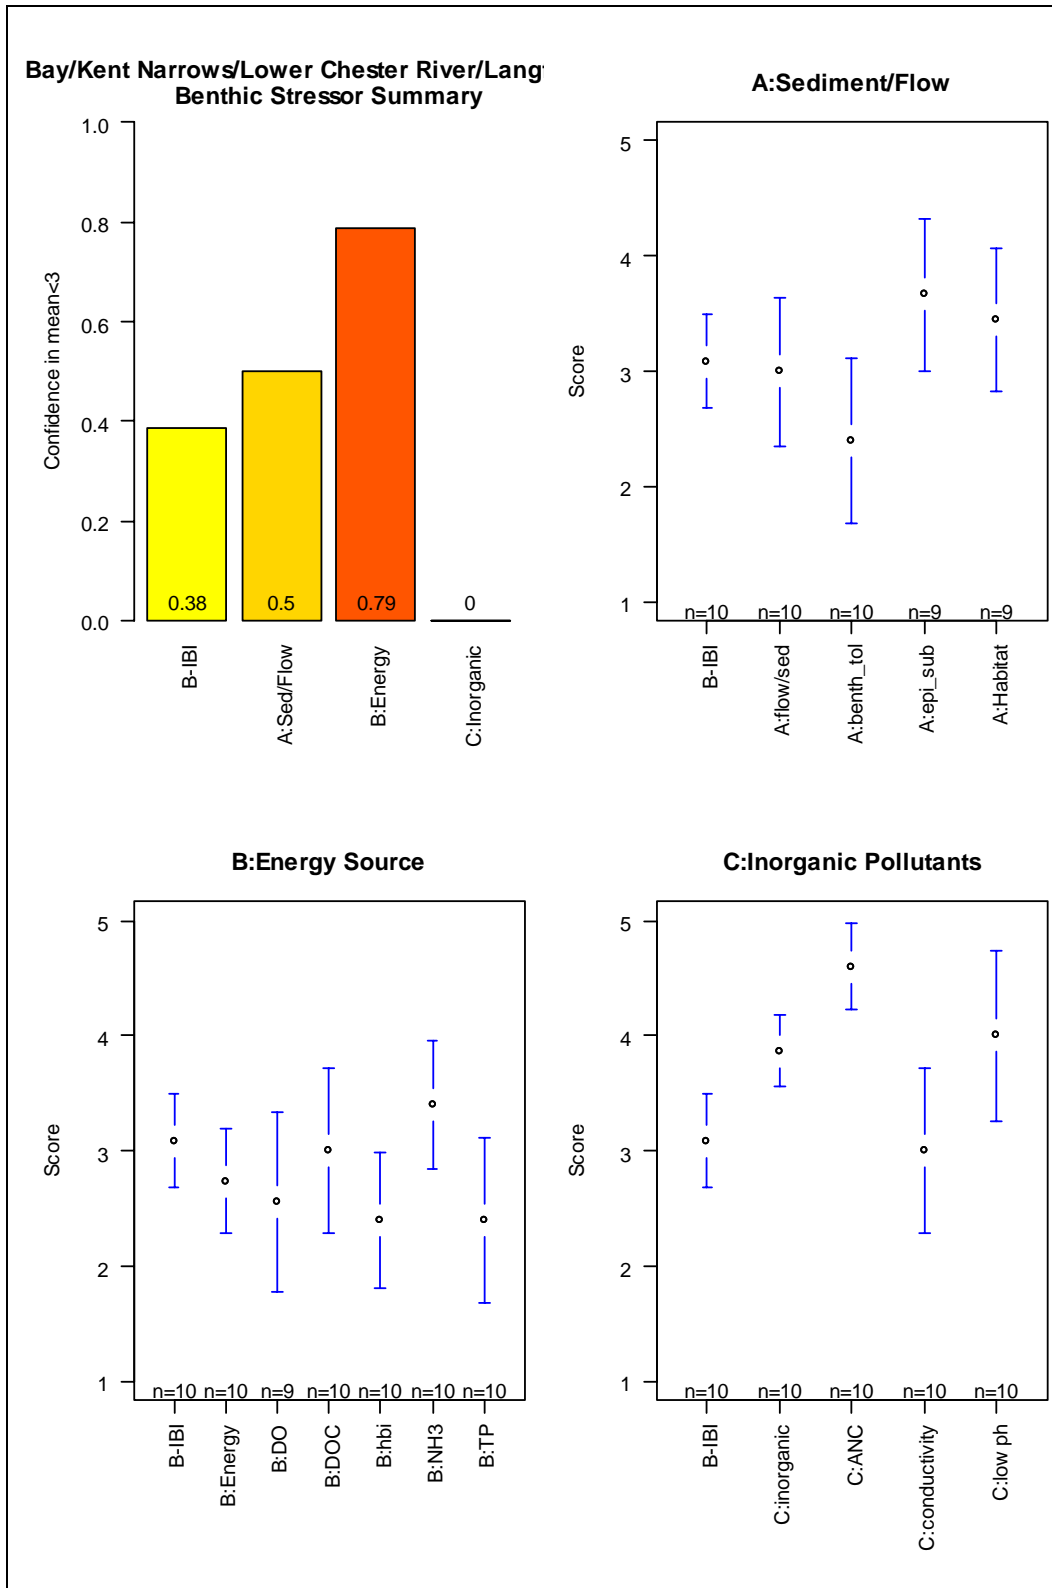 Bay/Kent Narrows/Lower Chester River/Lang
Benthic Stressor Summary
Confidence in mean<3
1.0
0.8
0.6
0.4
0.2
0.0
0.38
0.5
0.79
0
B-IBI
A:Sed/Flow
B:Energy
C:Inorganic
A:Sediment/Flow
Score
5
4
3
2
1
n=10
n=10
n=10
n=9
n=9
B-IBI
A:flow/sed
A:benth_tol
A:epi_sub
A:Habitat
B:Energy Source
Score
5
4
3
2
1
n=10
n=10
n=9
n=10
n=10
n=10
n=10
B-IBI
B:Energy
B:DO
B:DOC
B:hbi
B:NH3
B:TP
C:Inorganic Pollutants
Score
5
4
3
2
1
n=10
n=10
n=10
n=10
n=10
B-IBI
C:inorganic
C:ANC
C:conductivity
C:low ph